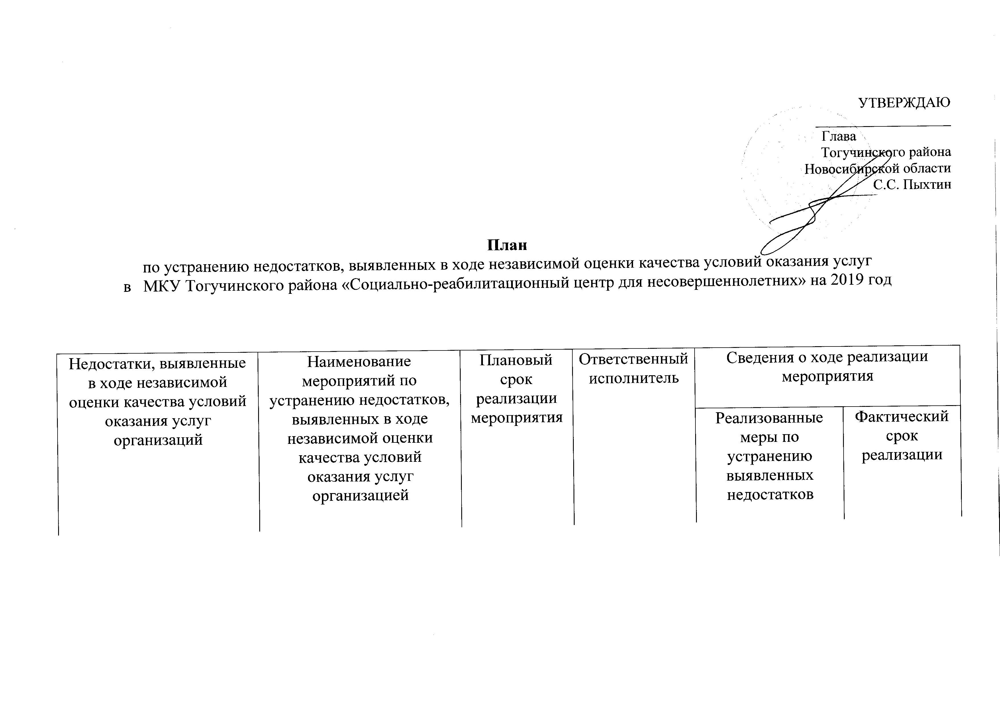 УТВЕРЖДАЮ
Глава
Тогучинского района
Новосибирской области
С.С. Пыхтин
План
по устранению недостатков, выявленных в ходе независимой оценки качества условий оказания услуг
в МКУ Тогучинского района «Социально-реабилитационный центр для несовершеннолетних» на 2019 год
Недостатки, выявленные
в ходе независимой
оценки качества условий
оказания услуг
организаций
Наименование
мероприятий по
устранению недостатков,
выявленных в ходе
независимой оценки
качества условий
оказания услуг
организацией
Плановый
срок
реализации
мероприятия
Ответственный
исполнитель
Сведения о ходе реализации
мероприятия
Реализованные
меры по
устранению
выявленных
недостатков
Фактический
срок
реализации